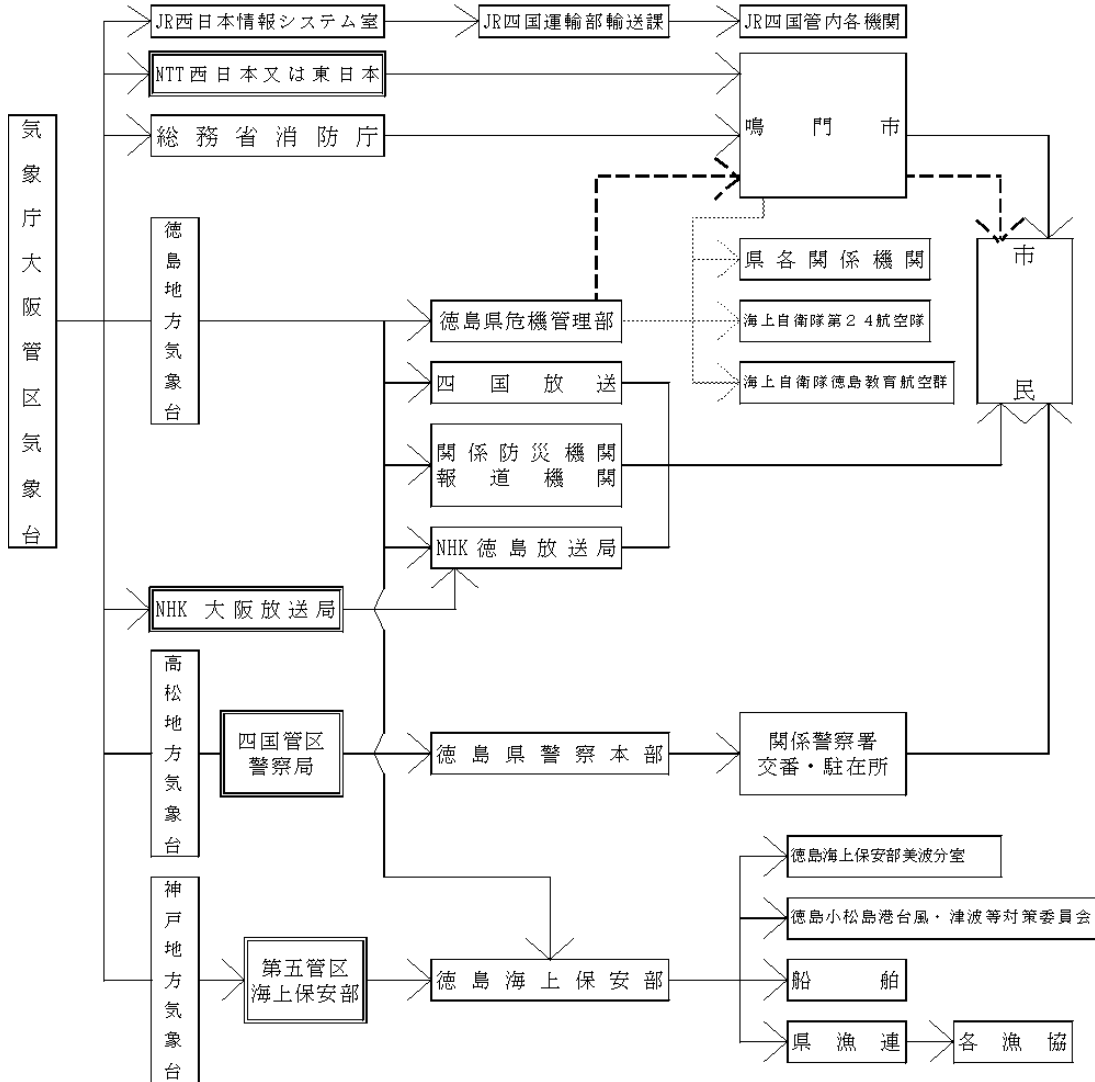 JR西日本情報システム室
JR四国運輸部輸送課
JR四国管内各機関
NTT西日本又は東日本
総務省消防庁
鳴門市
気象庁大阪管区気象台
徳島地方気象台
市民
県各関係機関
徳島県危機管理部
海上自衛隊第24航空隊
四国放送
海上自衛隊徳島教育航空群
関係防災機関
報道機関
NHK徳島放送局
NHK 大阪放送局
高松地方気象台
四国管区
警察局
徳島県警察本部
関係警察署
交番・駐在所
徳島海上保安部美波分室
徳島小松島港台風・津波等対策委員会
神戸地方気象台
第五管区
海上保安部
徳島海上保安部
船舶
県漁連
各漁協